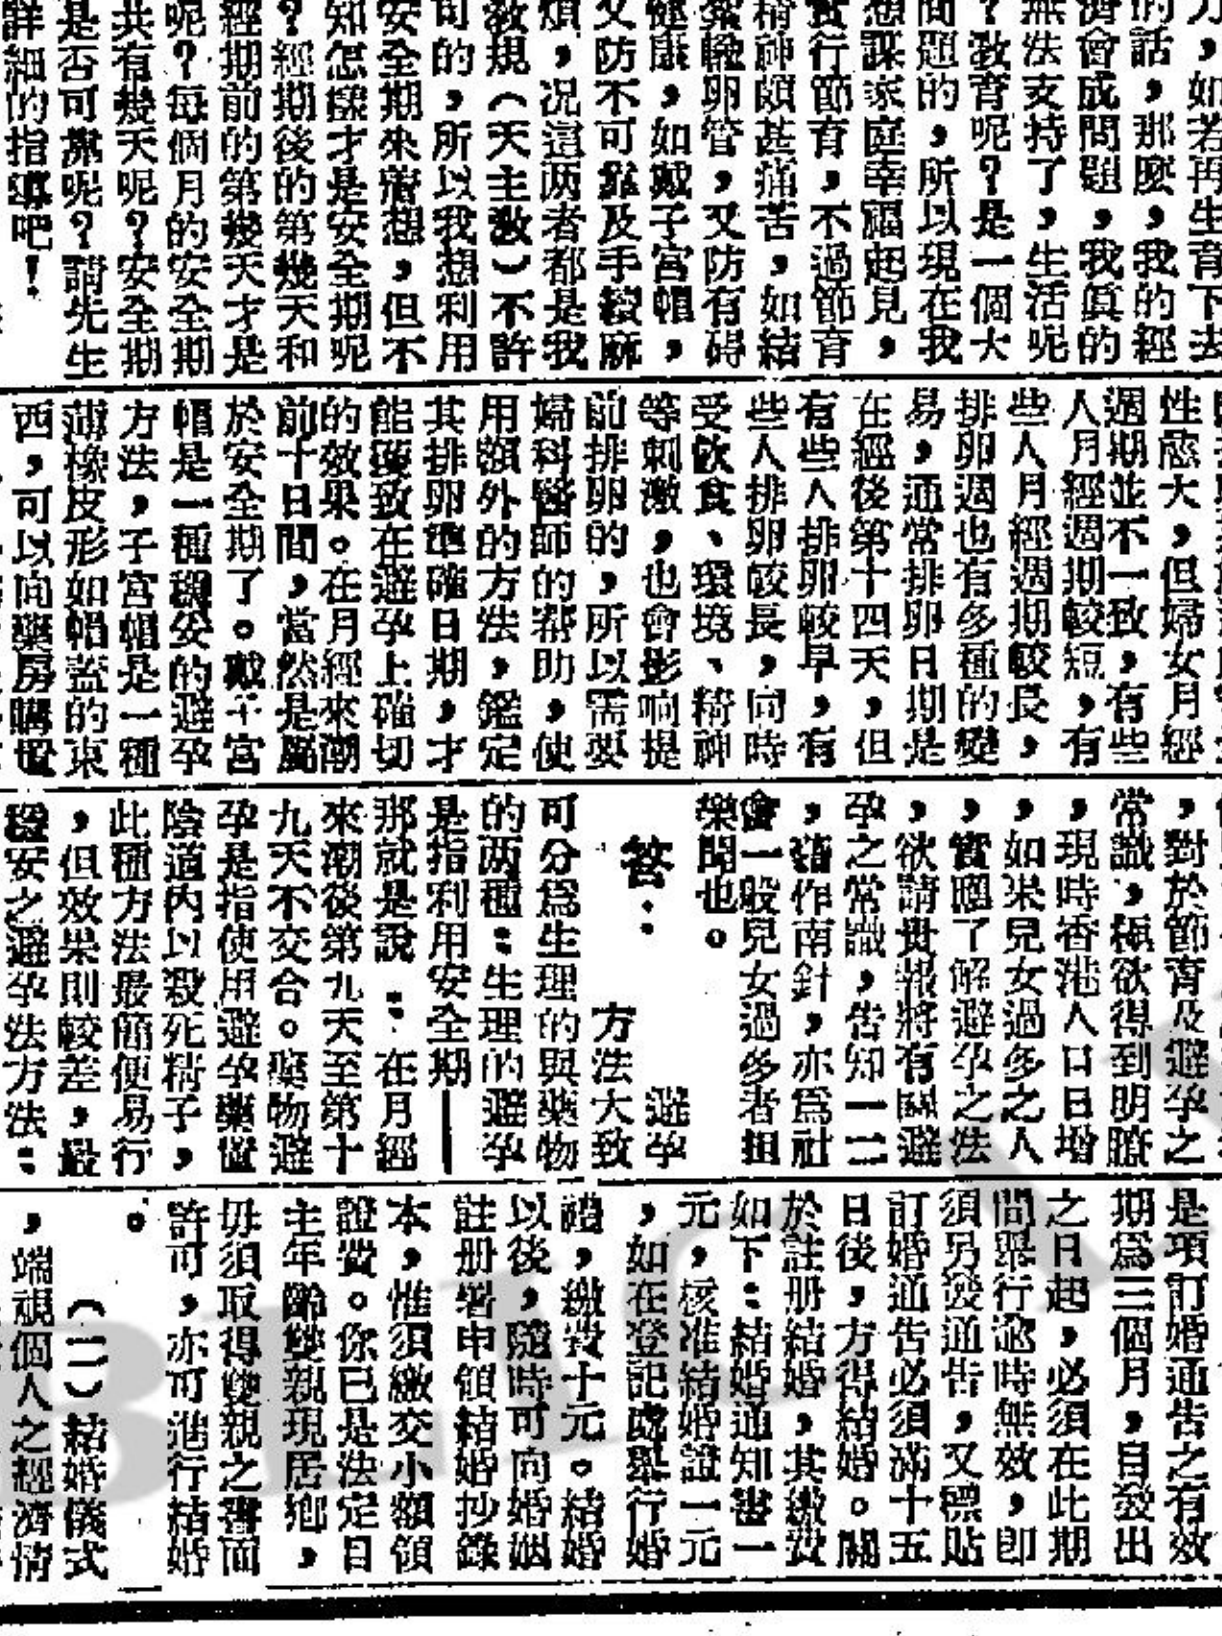 力，如若再生育下去
的話，那麼，我的經
濟會成問題，我眞的
無法支持了，生活呢
？敎育呢？是一個大
問題的，所以現在我
想謀家庭幸福起見，
實行節育，不過節育
精神頗甚痛苦，如結
紮輸卵管，又防有碍
健康，如戴子宮帽，
又防不可靠及手續麻
煩，况這两者都是我
敎規（天主敎）不許
可的，所以我想利用
安全期來着想，但不
知怎樣才是安全期呢
？經期後的第幾天和
經期前的第幾天才是
呢？每個月的安全期
共有幾天呢？安全期
是否可靠呢？請先生
詳細的指導吧！
性應大，但婦女月經
週期並不一致，有些
人月經週期較短，有
些人月經週期較長，
排卵週也有多種的變
易，通常排卵日期是
在經後第十四天，但
有些人排卵較早，有
些人排卵較長，同時
受飲食、環境、精神
等刺激，也會影响提
前排卵的，所以需要
婦科醫師的帮助，使
用額外的方法，鑑定
其排卵準確日期，才
能獲致在避孕上確切
的效果。在月經來潮
前十日間，當然是屬
於安全期了。戴子宮
帽是一種穩妥的避孕
方法，子宮帽是一種
薄橡皮形如帽蓋的東
西，可以向藥房購置
，對於節育及避孕之
常識，極欲得到明瞭
，現時香港人口日增
，如果兒女過多之人
，實應了解避孕之法
，欲請貴報將有關避
孕之常識，告知一二
，藉作南針，亦爲社
會一般兒女過多者担
樂聞也。
答：
避孕
方法大致
可分爲生理的與藥物
的两種：生理的避孕
是指利用安全期——
那就是說：在月經
來潮後第九天至第十
九天不交合。藥物避
孕是指使用避孕藥置
陰道內以殺死精子，
此種方法最簡便易行
，但效果則較差，最
穩妥之避孕法方法：
是項訂婚通告之有效
期爲三個月，自發出
之日起，必須在此期
間舉行逾時無效，即
須另發通告，又標貼
訂婚通告必須滿十五
日後，方得結婚。關
於註册結婚，其繳費
如下：結婚通知書一
元，核准結婚證一元
，如在登記處舉行婚
禮，繳費十元。結婚
以後，隨時可向婚姻
註册署申領結婚抄錄
本，惟須繳交小額領
證費。你已是法定自
主年齡雙親現居鄉，
毋須取得雙親之書面
許可，亦可進行結婚
。
（二）結婚儀式
，端視個人之經濟情